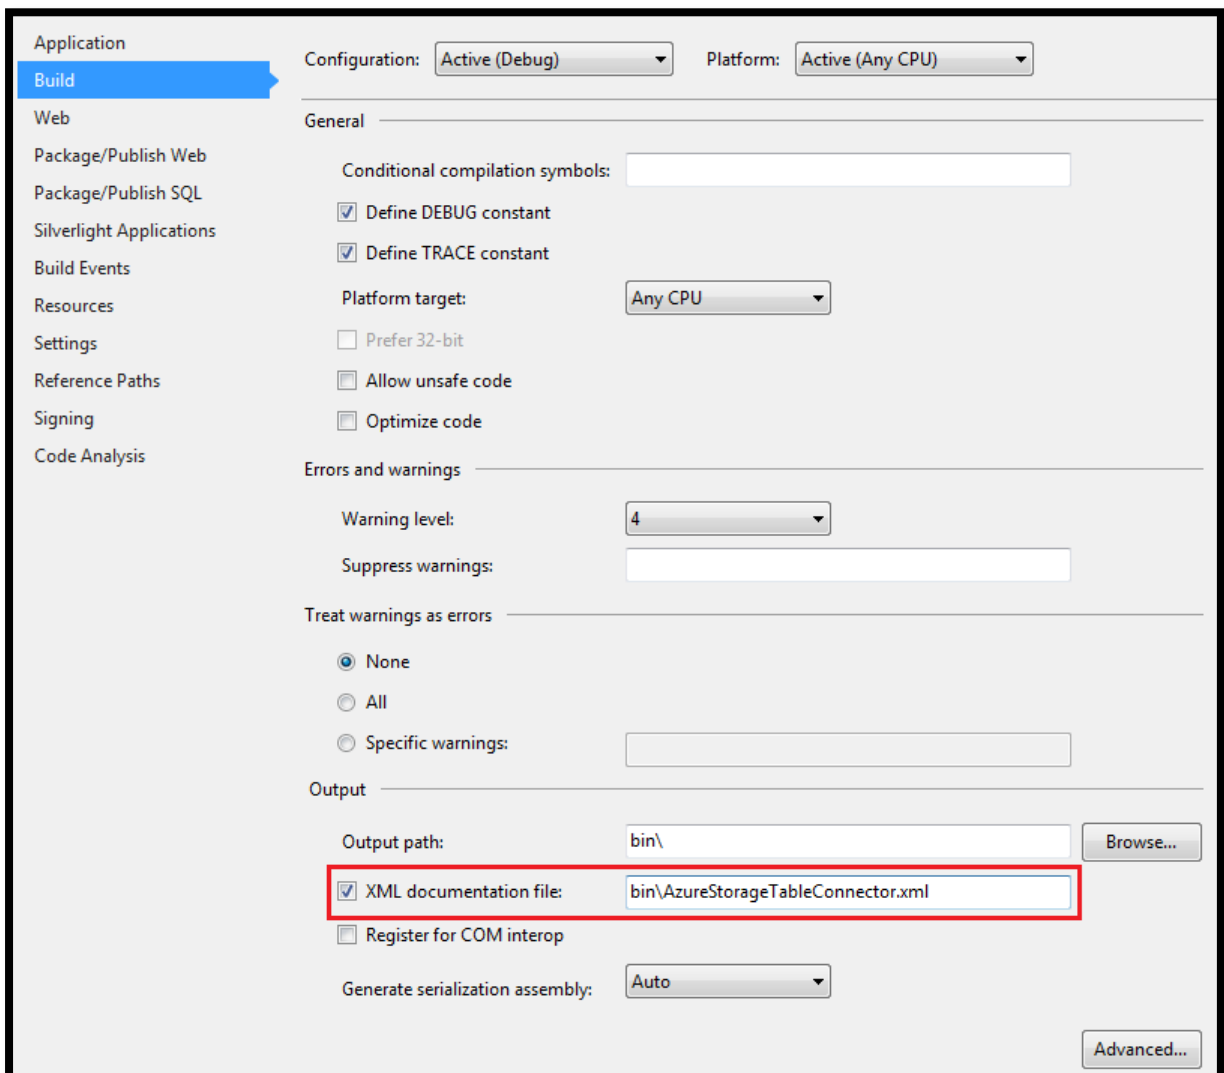 Application
Build
Web
Package/Publish Web
Package/Publish SQL
Silverlight Applications
Build Events
Resources
Settings
Reference Paths
Signing
Code Analysis
Configuration: Active (Debug) Platform: Active (Any CPU)
General
Conditional compilation symbols:
Define DEBUG constant
Define TRACE constant
Platform target: Any CPU
Prefer 32-bit
Allow unsafe code
Optimize code
Errors and warnings
Warning level: 4
Suppress warnings:
Treat warnings as errors
None
All
Specific warnings:
Output
Output path: bin\ Browse...
XML documentation file: bin\AzureStorageTableConnector.xml
Register for COM interop
Generate serialization assembly: Auto
Advanced...